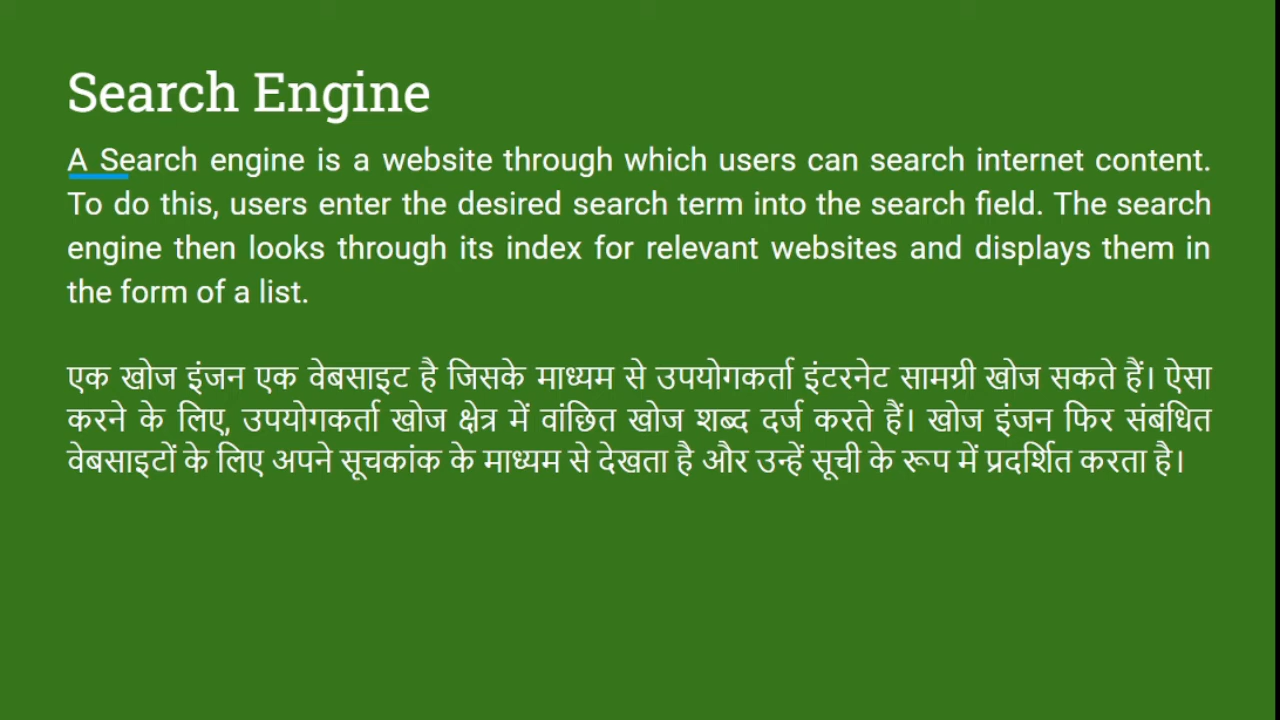 Search Engine
A Search engine is a website through which users can search internet content.
To do this, users enter the desired search term into the search field. The search
engine then looks through its index for relevant websites and displays them in
the form of a list.
एक खोज इंजन एक वेबसाइट है जिसके माध्यम से उपयोगकर्ता इंटरनेट सामग्री खोज सकते हैं। ऐसा
करने के लिए, उपयोगकर्ता खोज क्षेत्र में वांछित खोज शब्द दर्ज करते हैं। खोज इंजन फिर संबंधित
वेबसाइटों के लिए अपने सूचकांक के माध्यम से देखता है और उन्हें सूची के रूप में प्रदर्शित करता है।